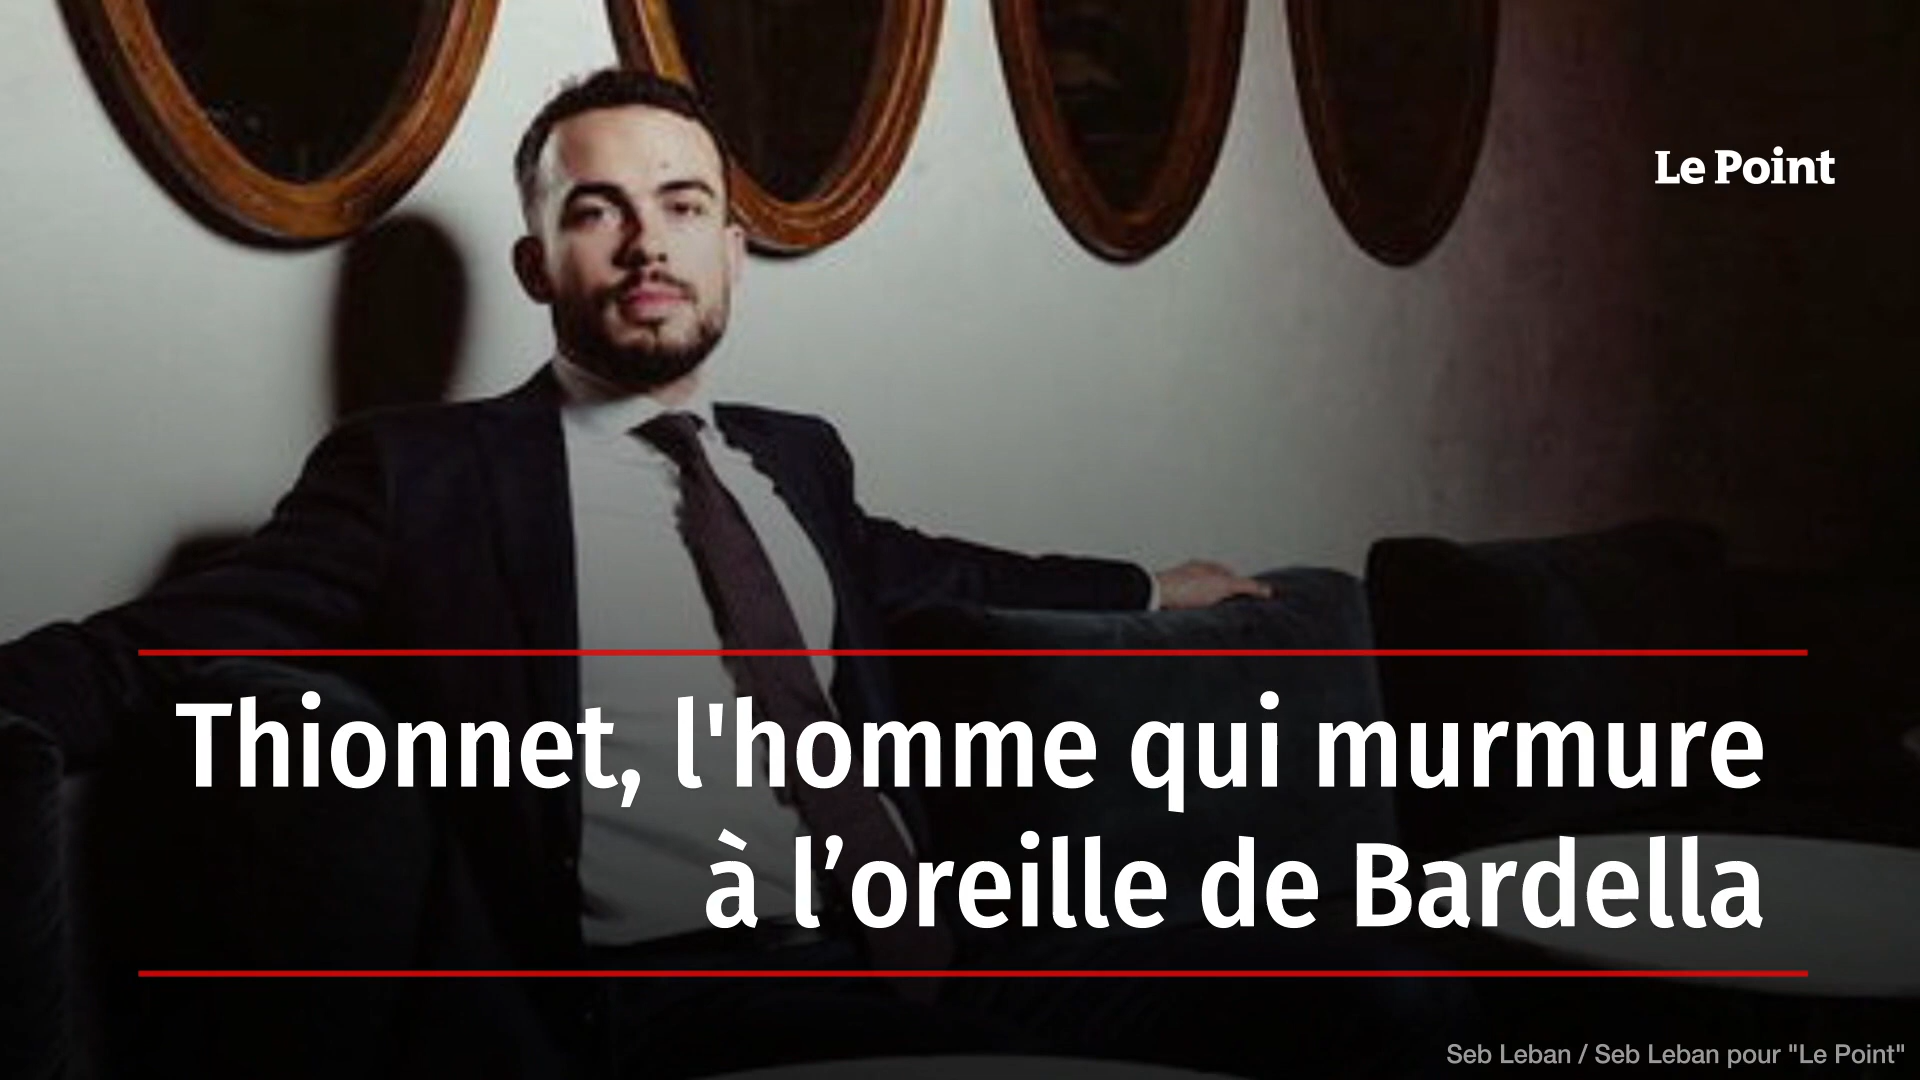 Le Point
Thionnet, l'homme qui murmure
à l’oreille de Bardella
Seb Leban / Seb Leban pour "Le Point"